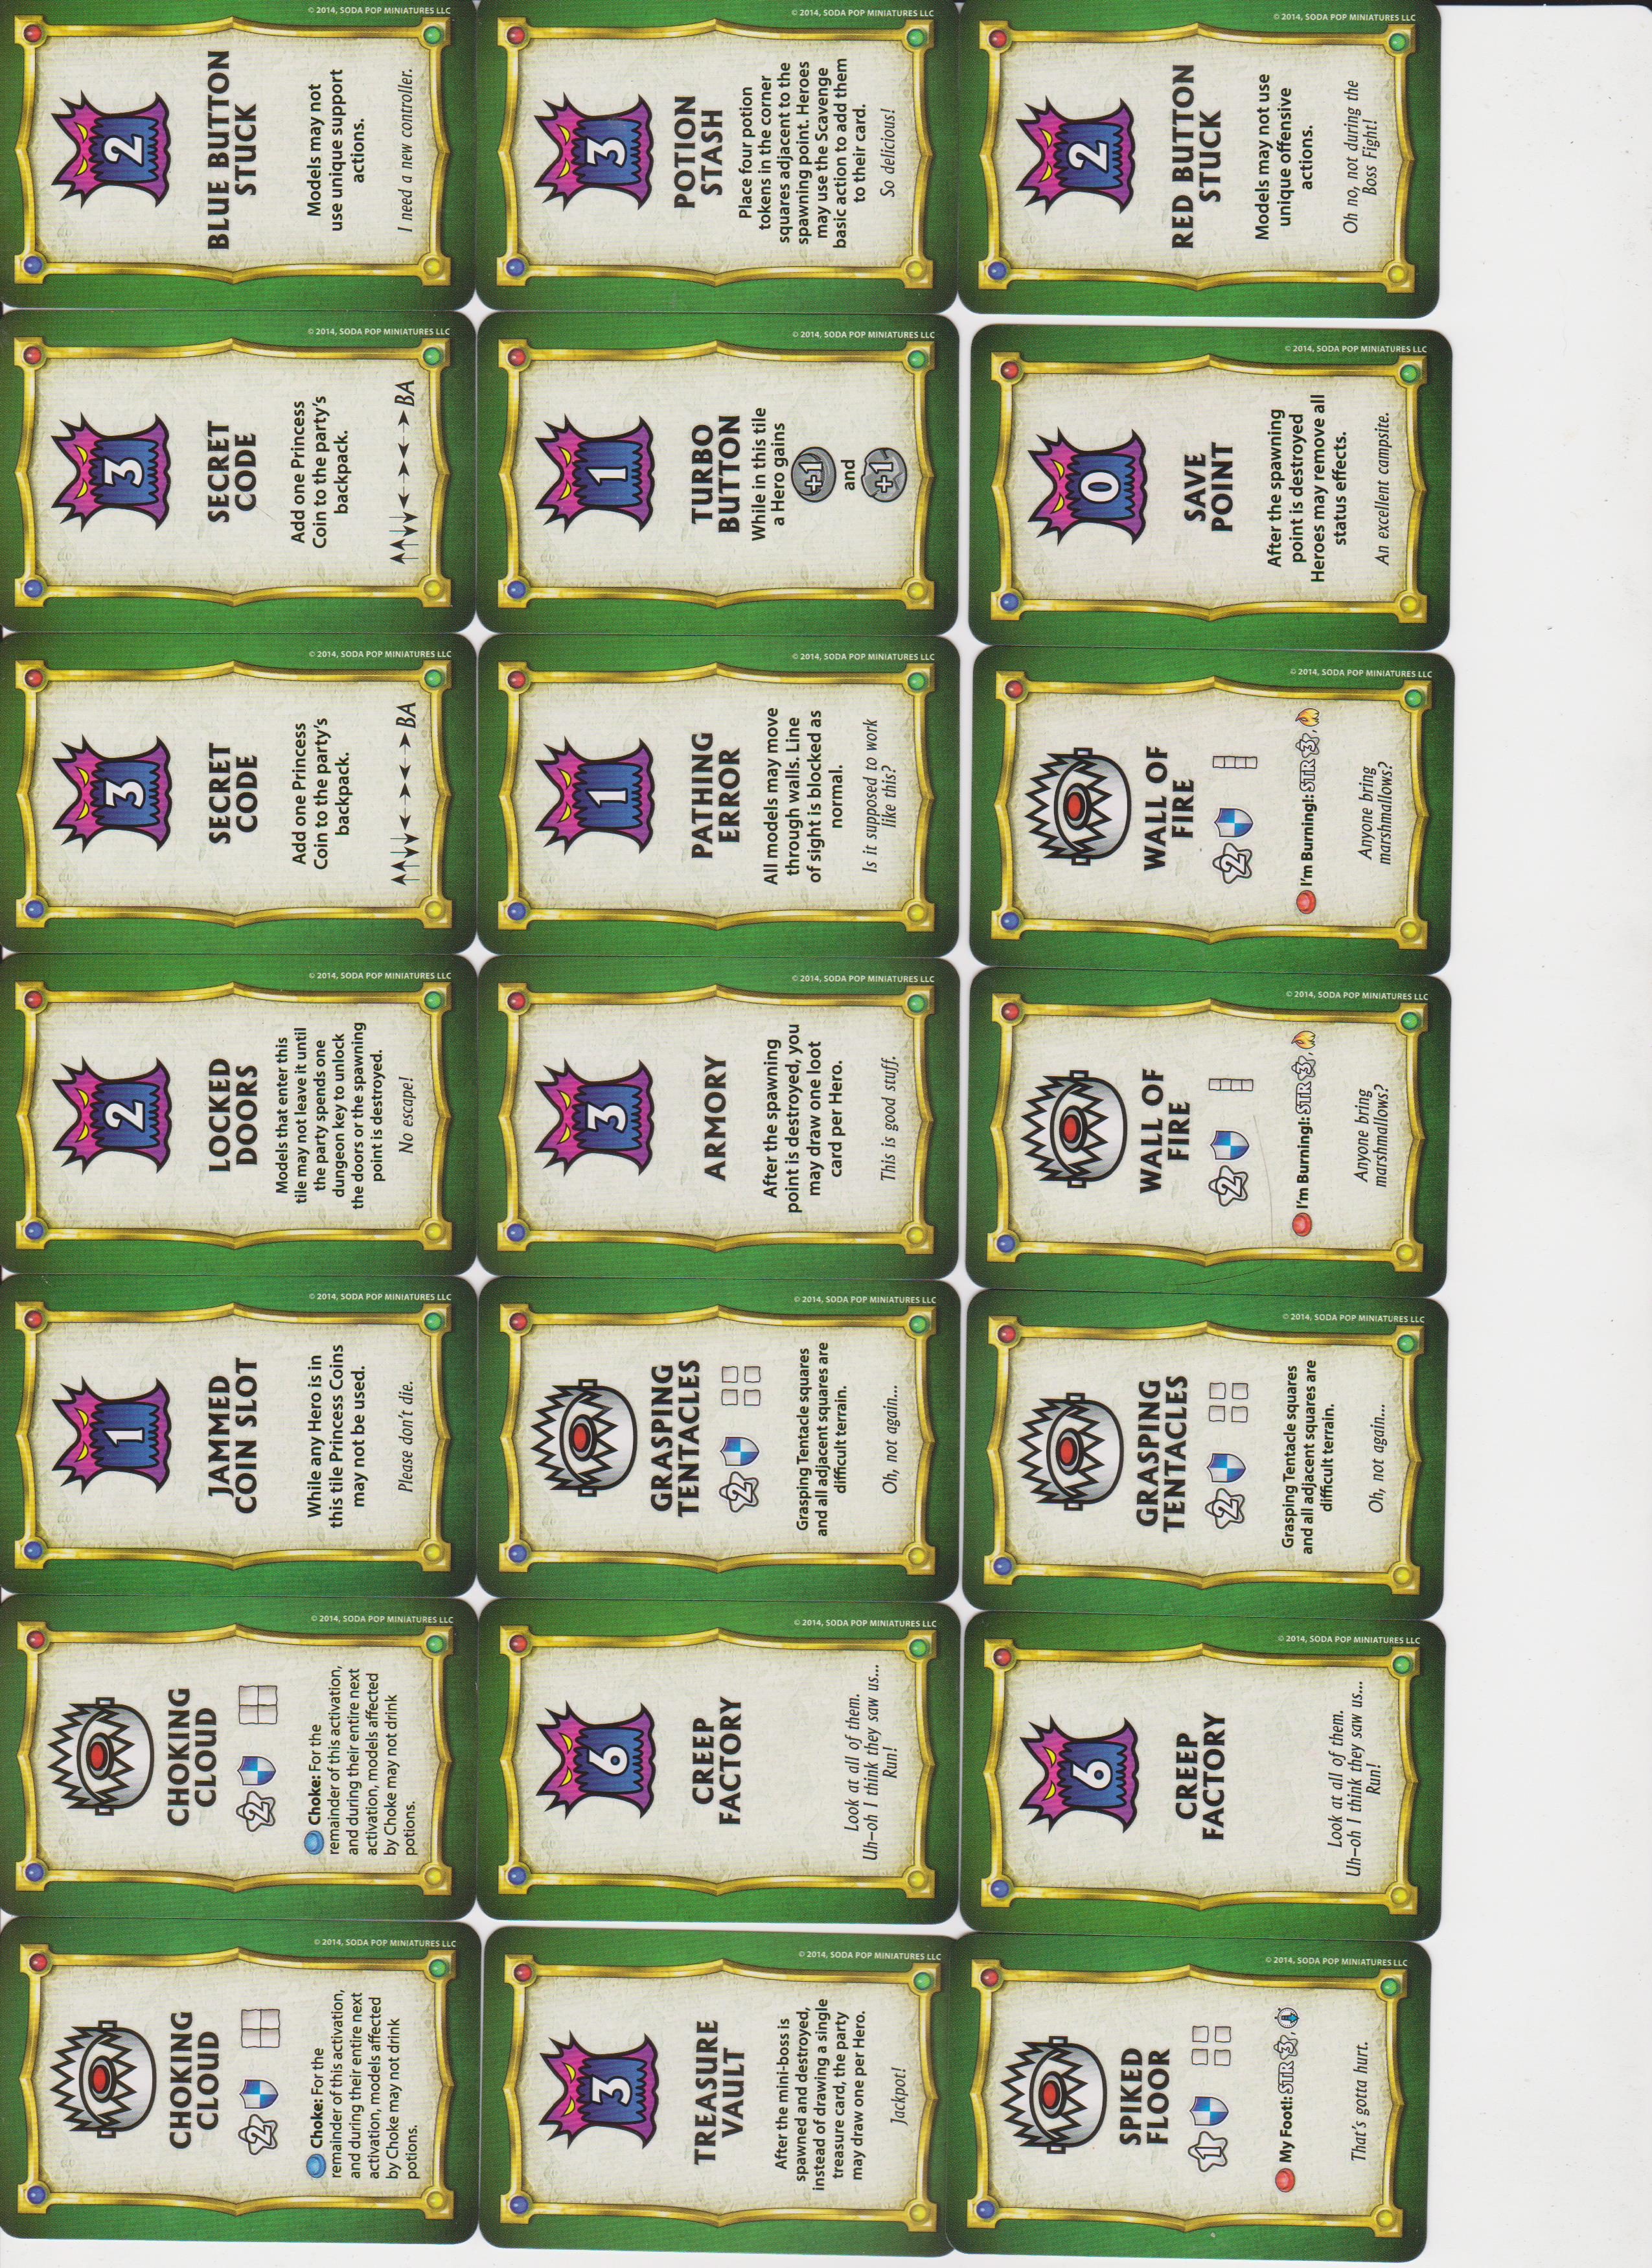 CHOKING
CLOUD
2
Choke: For the
remainder of this activation,
and during their entire next
activation, models affected
by Choke may not drink
potions.
© 2014, SODA POP MINIATURES LLC
CHOKING
CLOUD
2
Choke: For the
remainder of this activation,
and during their entire next
activation, models affected
by Choke may not drink
potions.
© 2014, SODA POP MINIATURES LLC
1
JAMMED
COIN SLOT
While any Hero is in
this tile Princess Coins
may not be used.
Please don't die.
© 2014, SODA POP MINIATURES LLC
2
LOCKED
DOORS
Models that enter this
tile may not leave it until
the party spends one
dungeon key to unlock
the doors or the spawning
point is destroyed.
No escape!
© 2014, SODA POP MINIATURES LLC
3
SECRET
CODE
Add one Princess
Coin to the party's
backpack.
BA
© 2014, SODA POP MINIATURES LLC
3
SECRET
CODE
Add one Princess
Coin to the party's
backpack.
BA
© 2014, SODA POP MINIATURES LLC
2
BLUE BUTTON
STUCK
Models may not
use unique support
actions.
I need a new controller.
© 2014, SODA POP MINIATURES LLC
3
TREASURE
VAULT
After the mini-boss is
spawned and destroyed,
instead of drawing a single
treasure card, the party
may draw one per Hero.
Jackpot!
© 2014, SODA POP MINIATURES LLC
6
CREEP
FACTORY
Look at all of them.
Uh-oh I think they saw us...
Run!
© 2014, SODA POP MINIATURES LLC
GRASPING
TENTACLES
2
Grasping Tentacle squares
and all adjacent squares are
difficult terrain.
Oh, not again...
© 2014, SODA POP MINIATURES LLC
3
ARMORY
After the spawning
point is destroyed, you
may draw one loot
card per Hero.
This is good stuff.
© 2014, SODA POP MINIATURES LLC
1
PATHING
ERROR
All models may move
through walls. Line
of sight is blocked as
normal.
Is it supposed to work
like this?
© 2014, SODA POP MINIATURES LLC
1
TURBO
BUTTON
While in this tile
a Hero gains
+1
and
+1
© 2014, SODA POP MINIATURES LLC
3
POTION
STASH
Place four potion
tokens in the corner
squares adjacent to the
spawning point. Heroes
may use the Scavenge
basic action to add them
to their card.
So delicious!
© 2014, SODA POP MINIATURES LLC
SPIKED
FLOOR
1
My Foot!: STR 3,
That's gotta hurt.
© 2014, SODA POP MINIATURES LLC
6
CREEP
FACTORY
Look at all of them.
Uh-oh I think they saw us...
Run!
© 2014, SODA POP MINIATURES LLC
GRASPING
TENTACLES
2
Grasping Tentacle squares
and all adjacent squares are
difficult terrain.
Oh, not again...
© 2014, SODA POP MINIATURES LLC
WALL OF
FIRE
2
I'm Burning!: STR 3,
Anyone bring
marshmallows?
© 2014, SODA POP MINIATURES LLC
WALL OF
FIRE
2
I'm Burning!: STR 3,
Anyone bring
marshmallows?
© 2014, SODA POP MINIATURES LLC
0
SAVE
POINT
After the spawning
point is destroyed
Heroes may remove all
status effects.
An excellent campsite.
© 2014, SODA POP MINIATURES LLC
2
RED BUTTON
STUCK
Models may not use
unique offensive
actions.
Oh no, not during the
Boss Fight!
© 2014, SODA POP MINIATURES LLC